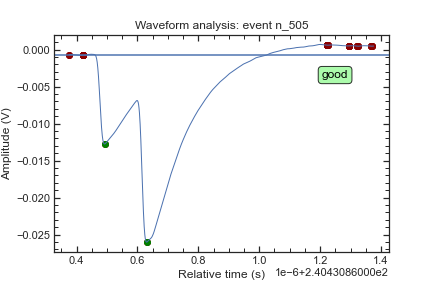 Waveform analysis: event n_505
Amplitude (V)
0.000
−0.005
−0.010
−0.015
−0.020
−0.025
good
0.4 0.6 0.8 1.0 1.2 1.4
Relative time (s)
1e−6+2.4043086000e2